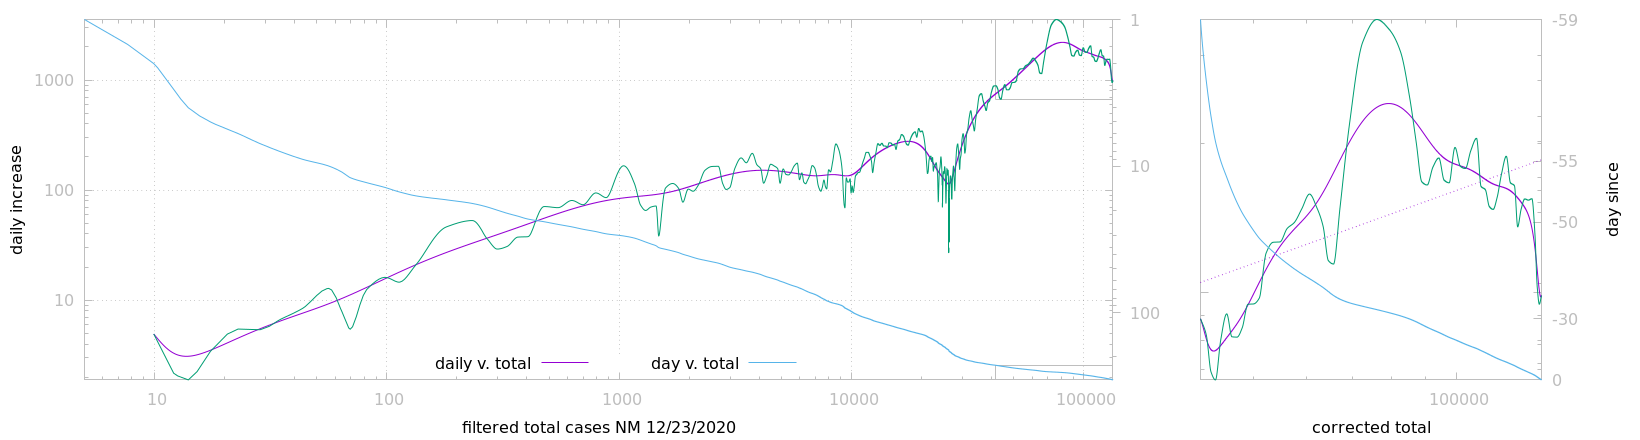 daily increase
1000
100
10
10
100
1000
10000
100000
1
10
100
daily v. total
day v. total
filtered total cases NM 12/23/2020
-59
-55
-50
-30
0
day since
100000
corrected total